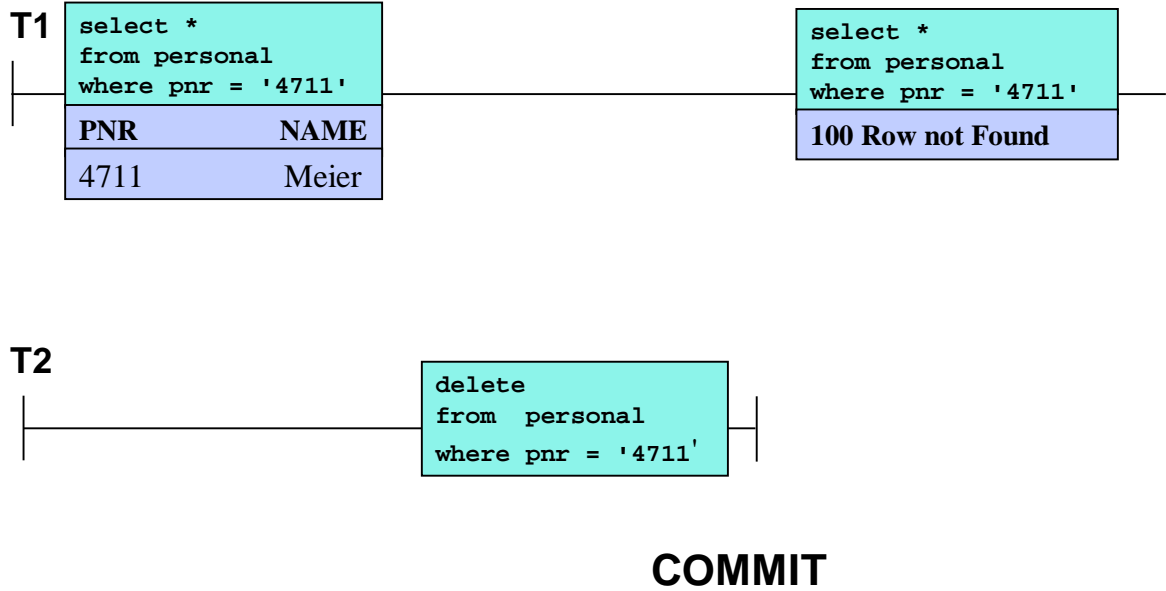 T1
select *
from personal
where pnr = '4711'
PNR NAME
4711 Meier
select *
from personal
where pnr = '4711'
100 Row not Found
T2
delete
from  personal
where pnr = '4711'
COMMIT